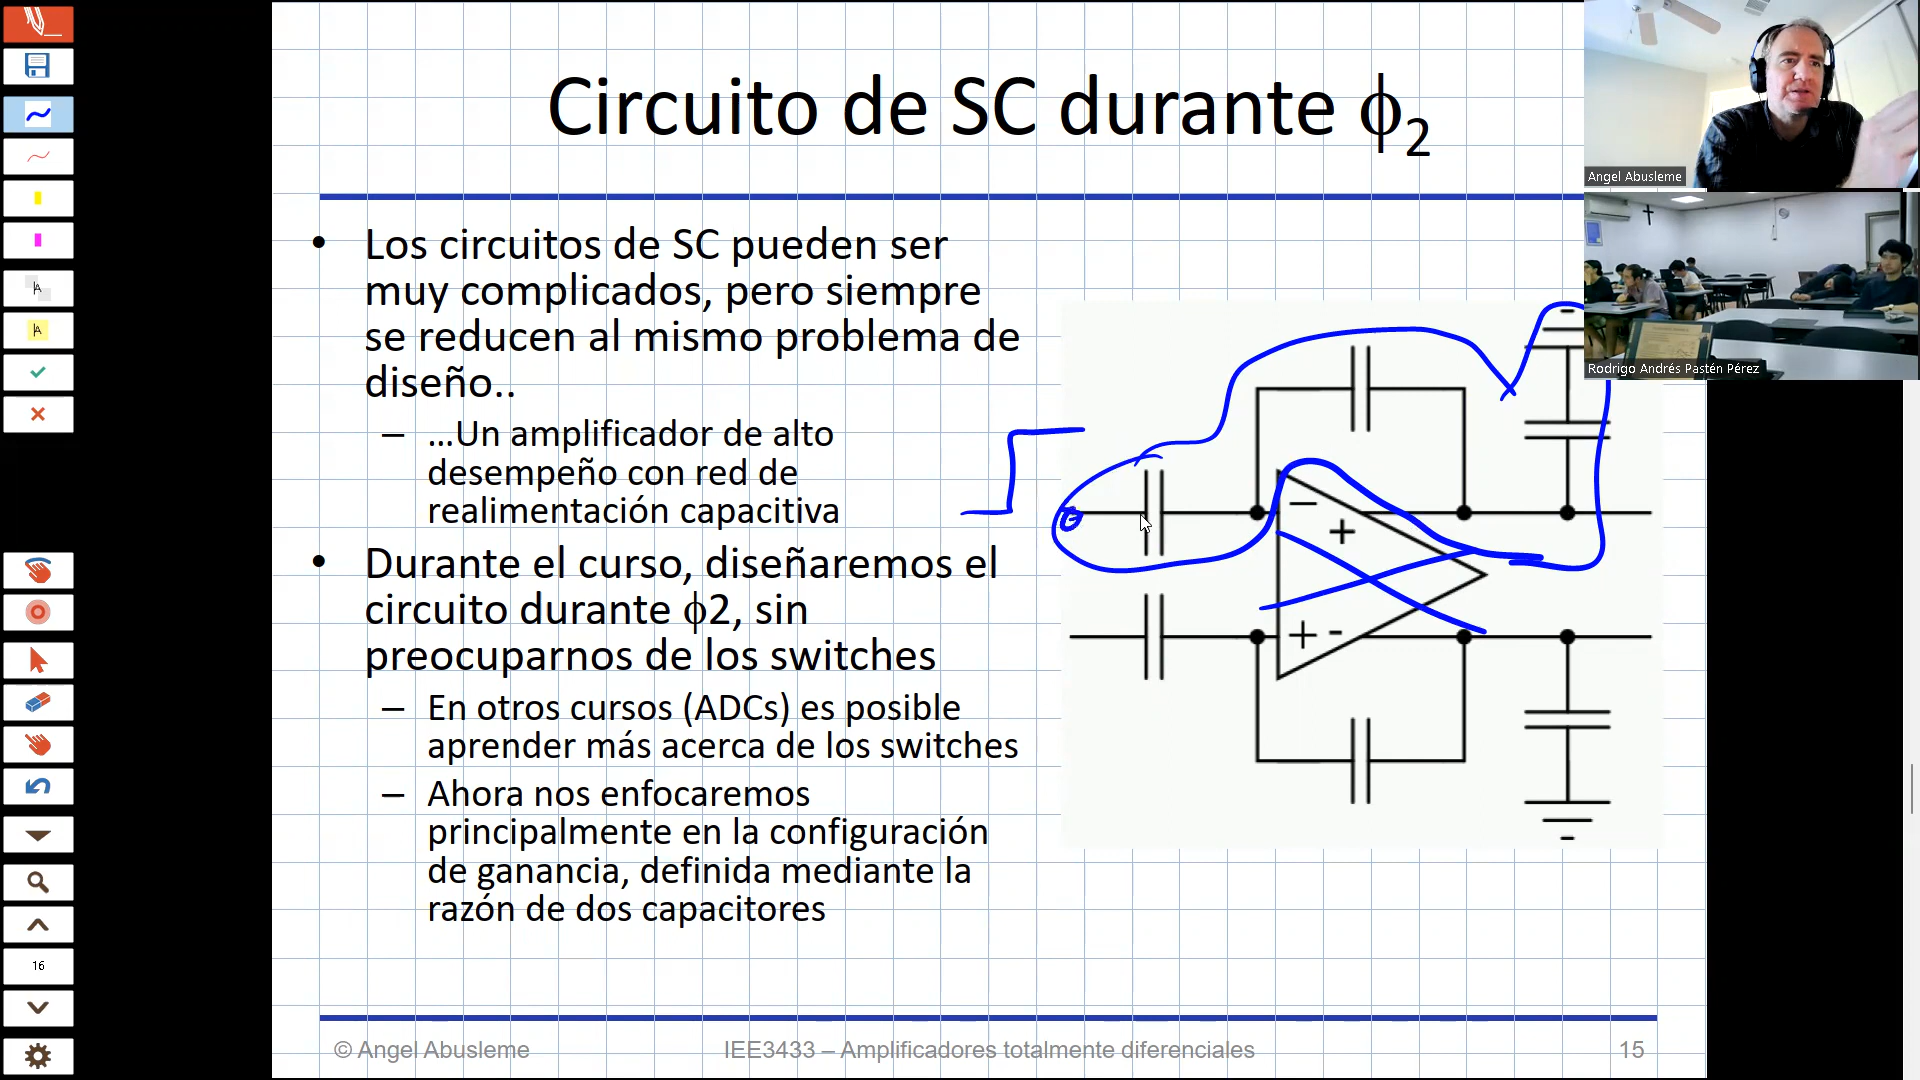 Circuito de SC durante ϕ2
• Los circuitos de SC pueden ser
muy complicados, pero siempre
se reducen al mismo problema de
diseño..
– …Un amplificador de alto
desempeño con red de
realimentación capacitiva
• Durante el curso, diseñaremos el
circuito durante ϕ2, sin
preocuparnos de los switches
– En otros cursos (ADCs) es posible
aprender más acerca de los switches
– Ahora nos enfocaremos
principalmente en la configuración
de ganancia, definida mediante la
razón de dos capacitores
− +
+ -
© Angel Abusleme
IEE3433 – Amplificadores totalmente diferenciales
15
Angel Abusleme
Rodrigo Andrés Pastén Pérez
A
A
16